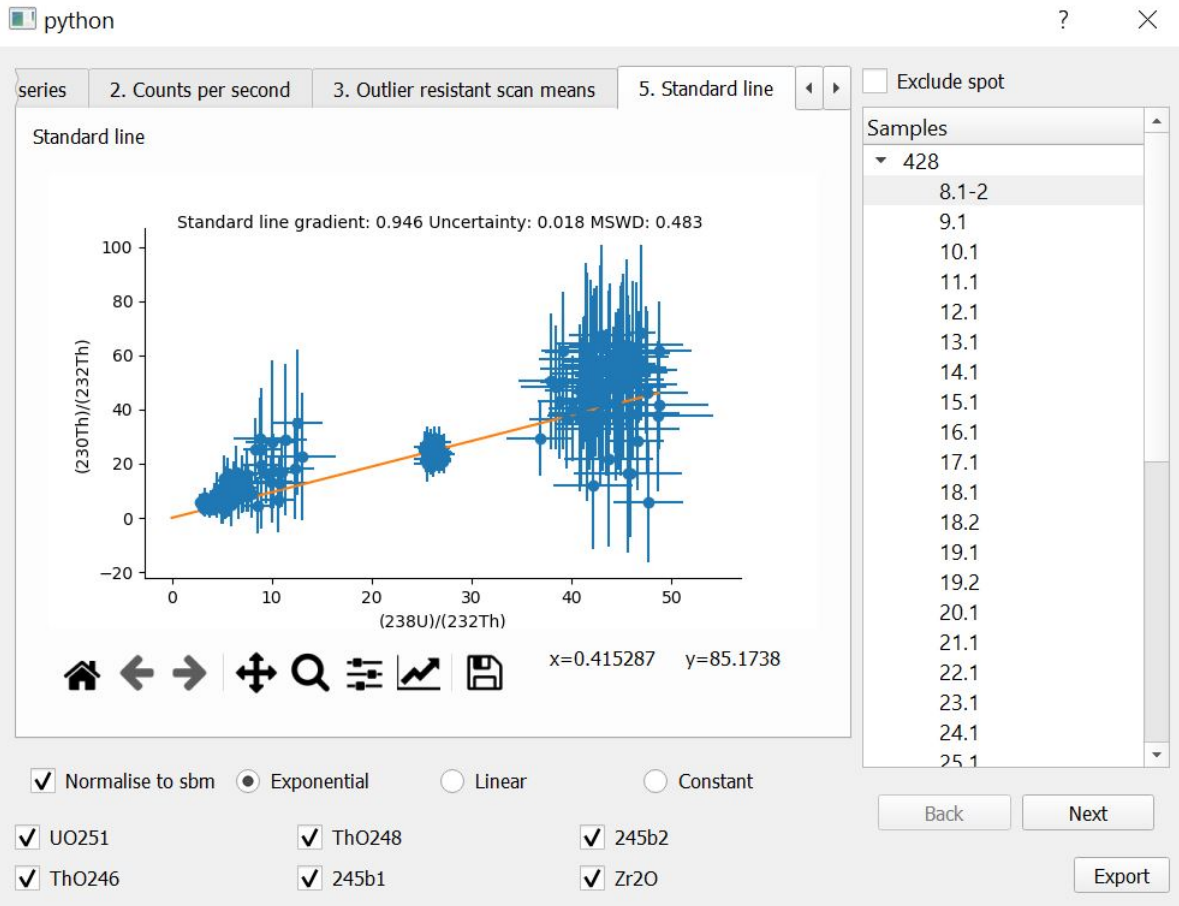 python
?
series
2. Counts per second
3. Outlier resistant scan means
5. Standard line
Standard line
Standard line gradient: 0.946 Uncertainty: 0.018 MSWD: 0.483
100
80
60
40
20
0
−20
(230Th)/(232Th)
0 10 20 30 40 50
(238U)/(232Th)
x=0.415287 y=85.1738
Normalise to sbm
Exponential
Linear
Constant
UO251
ThO248
245b2
ThO246
245b1
Zr2O
Exclude spot
Samples
428
8.1-2
9.1
10.1
11.1
12.1
13.1
14.1
15.1
16.1
17.1
18.1
18.2
19.1
19.2
20.1
21.1
22.1
23.1
24.1
25.1
Back
Next
Export